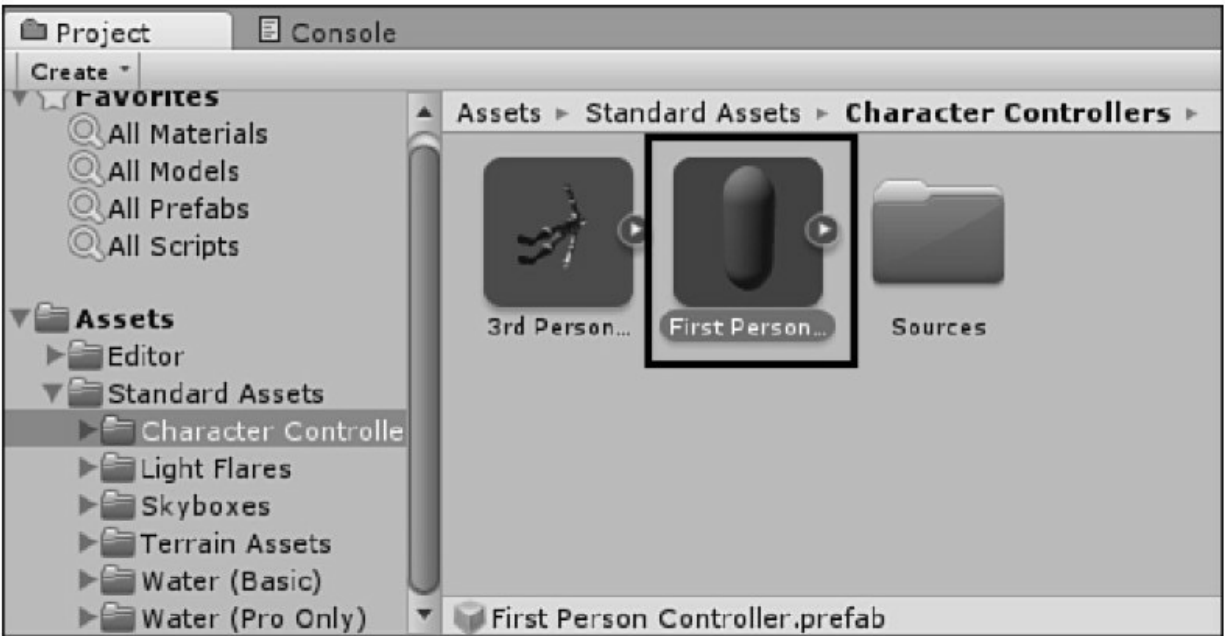 Project
Console
Create
Favorites
All Materials
All Models
All Prefabs
All Scripts
Assets
Editor
Standard Assets
Character Controlle
Light Flares
Skyboxes
Terrain Assets
Water (Basic)
Water (Pro Only)
Assets ▸ Standard Assets ▸ Character Controllers ▸
3rd Person...
First Person...
Sources
First Person Controller.prefab